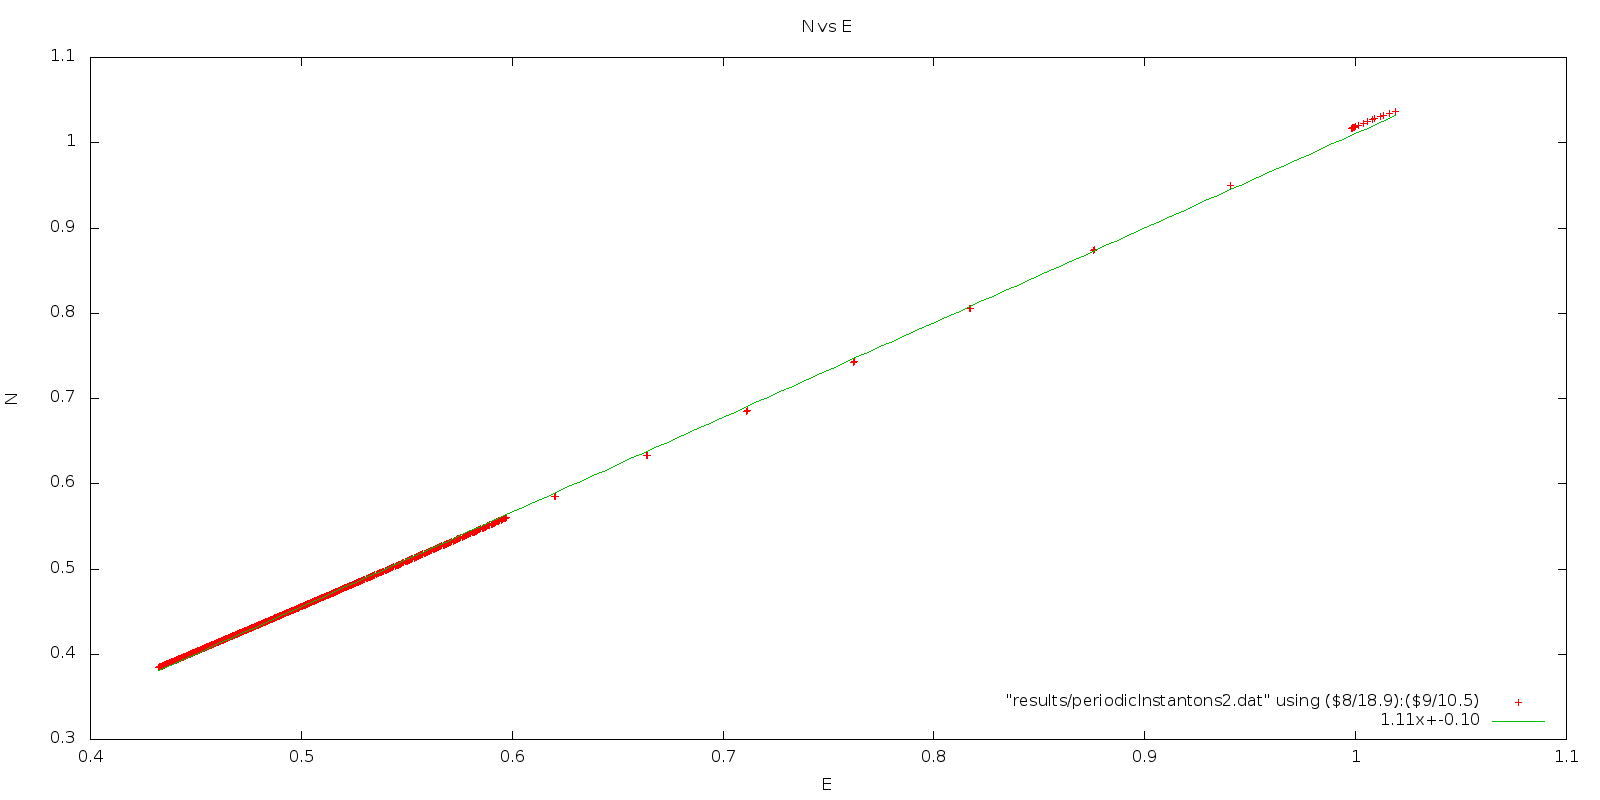 N vs E
1.1
1
0.9
0.8
0.7
0.6
0.5
0.4
0.3
N
0.4 0.5 0.6 0.7 0.8 0.9 1 1.1
E
"results/periodicInstantons2.dat" using ($8/18.9):($9/10.5)
1.11x+-0.10